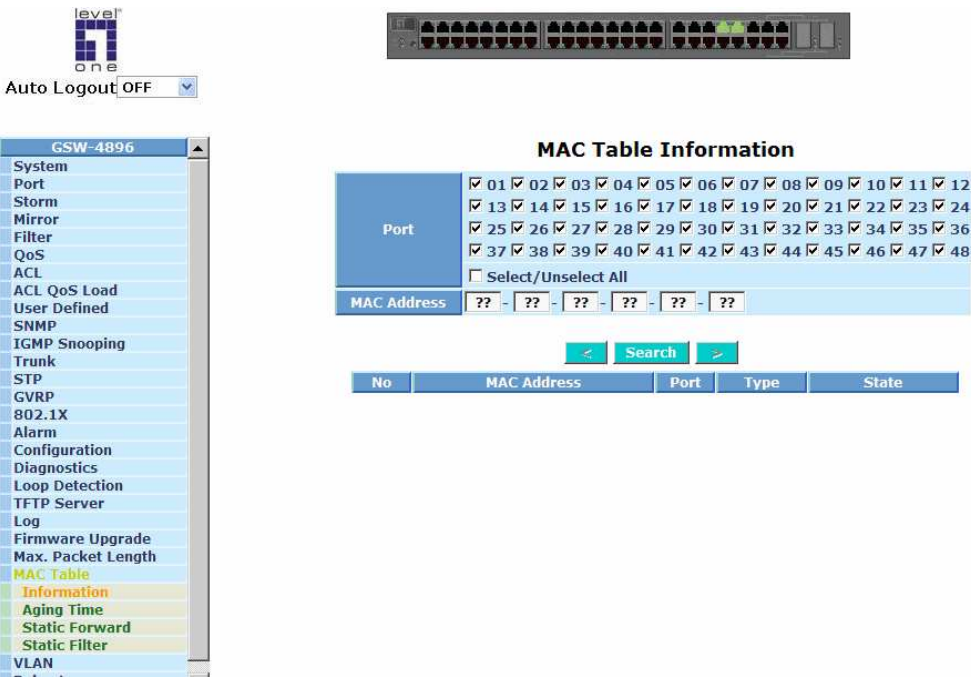 level
one
Auto Logout OFF
GSW-4896
System
Port
Storm
Mirror
Filter
QoS
ACL
ACL QoS Load
User Defined
SNMP
IGMP Snooping
Trunk
STP
GVRP
802.1X
Alarm
Configuration
Diagnostics
Loop Detection
TFTP Server
Log
Firmware Upgrade
Max. Packet Length
MAC Table
Information
Aging Time
Static Forward
Static Filter
VLAN
MAC Table Information
Port
01 02 03 04 05 06 07 08 09 10 11 12
13 14 15 16 17 18 19 20 21 22 23 24
25 26 27 28 29 30 31 32 33 34 35 36
37 38 39 40 41 42 43 44 45 46 47 48
Select/Unselect All
MAC Address ?? - ?? - ?? - ?? - ?? - ??
< Search >
No MAC Address Port Type State